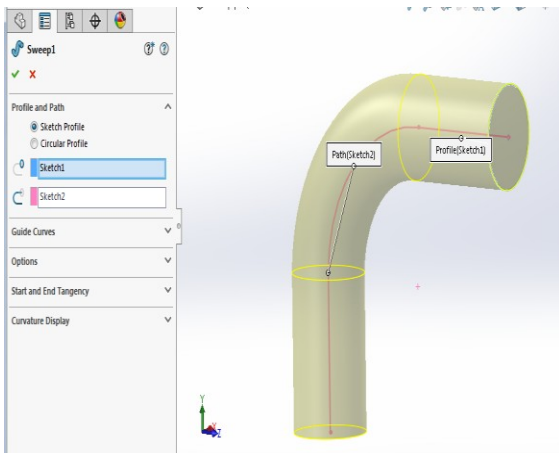 Sweep1
Profile and Path
Sketch Profile
Circular Profile
Sketch1
Sketch2
Guide Curves
Options
Start and End Tangency
Curvature Display
Path(Sketch2)
Profile(Sketch1)
Y
Z